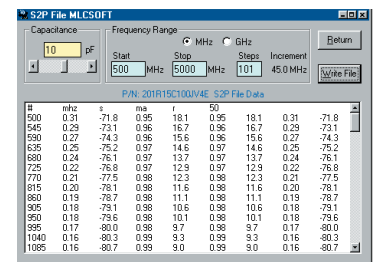 S2P File MLCSOFT
Capacitance
10 pF
Frequency Range
MHz GHz
Start Stop Steps Increment
500 MHz 5000 MHz 101 45.0 MHz
Return
Write File
P/N: 201R15C100JV4E S2P File Data
# mhz s ma r 50
500 0.31 -71.8 0.95 18.1 0.95 18.1 0.31 -71.8
545 0.29 -73.1 0.96 16.7 0.96 16.7 0.29 -73.1
590 0.27 -74.3 0.96 15.6 0.96 15.6 0.27 -74.3
635 0.25 -75.2 0.97 14.6 0.97 14.6 0.25 -75.2
680 0.24 -76.1 0.97 13.7 0.97 13.7 0.24 -76.1
725 0.22 -76.8 0.97 12.9 0.97 12.9 0.22 -76.8
770 0.21 -77.5 0.98 12.3 0.98 12.3 0.21 -77.5
815 0.20 -78.1 0.98 11.6 0.98 11.6 0.20 -78.1
860 0.19 -78.7 0.98 11.1 0.98 11.1 0.19 -78.7
905 0.18 -79.1 0.98 10.6 0.98 10.6 0.18 -79.1
950 0.18 -79.6 0.98 10.1 0.98 10.1 0.18 -79.6
995 0.17 -80.0 0.98 9.7 0.98 9.7 0.17 -80.0
1040 0.16 -80.3 0.99 9.3 0.99 9.3 0.16 -80.3
1085 0.16 -80.7 0.99 9.0 0.99 9.0 0.16 -80.7